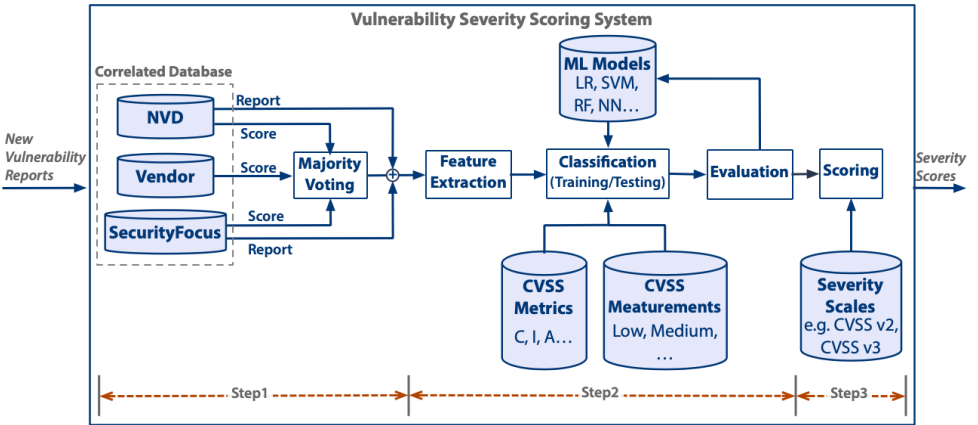 Vulnerability Severity Scoring System
New
Vulnerability
Reports
Correlated Database
NVD
Report
Score
Vendor
Score
SecurityFocus
Score
Report
Majority
Voting
Feature
Extraction
ML Models
LR, SVM,
RF, NN...
Classification
(Training/Testing)
Evaluation
Scoring
Severity
Scores
CVSS
Metrics
C, I, A...
CVSS
Meaturements
Low, Medium,
...
Severity
Scales
e.g. CVSS v2,
CVSS v3
Step1
Step2
Step3